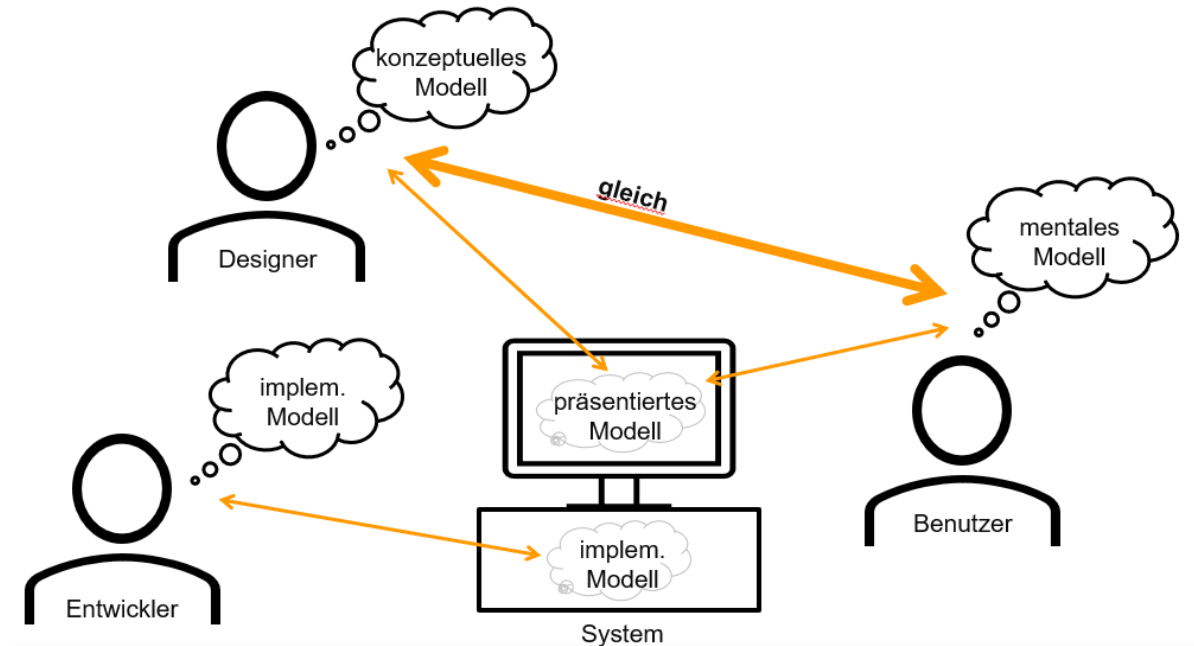 konzeptuelles
Modell
Designer
gleich
mentales
Modell
Benutzer
implem.
Modell
Entwickler
präsentiertes
Modell
implem.
Modell
System